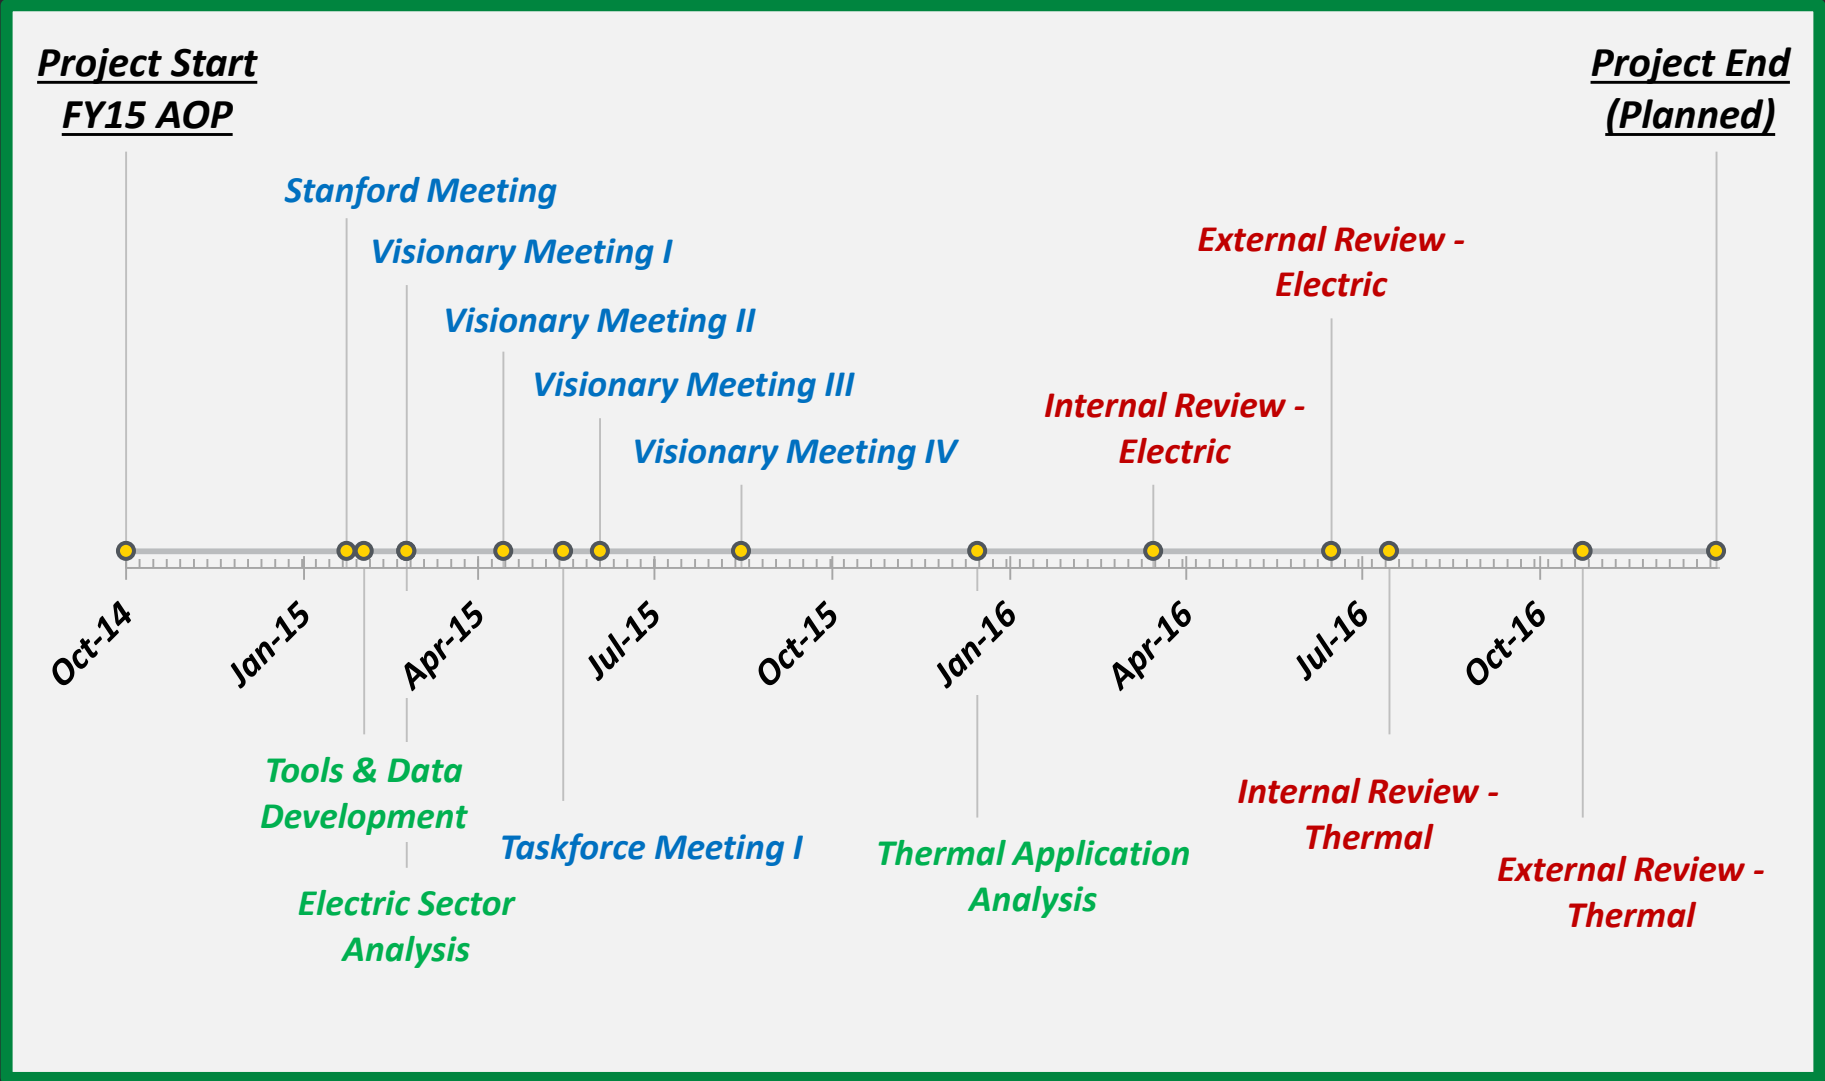 Project Start
FY15 AOP
Project End
(Planned)
Stanford Meeting
Visionary Meeting I
Visionary Meeting II
Visionary Meeting III
Visionary Meeting IV
External Review -
Electric
Internal Review -
Electric
Oct-14
Jan-15
Apr-15
Jul-15
Oct-15
Jan-16
Apr-16
Jul-16
Oct-16
Tools & Data
Development
Electric Sector
Analysis
Taskforce Meeting I
Thermal Application
Analysis
Internal Review -
Thermal
External Review -
Thermal